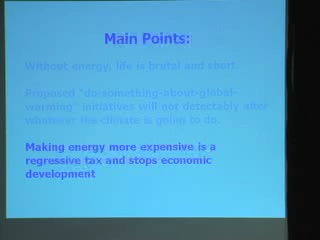 Main Points:
Without energy, life is brutal and short.
Proposed "do-something-about-global-
warming" initiatives will not detectably alter
whatever the climate is going to do.
Making energy more expensive is a
regressive tax and stops economic
development